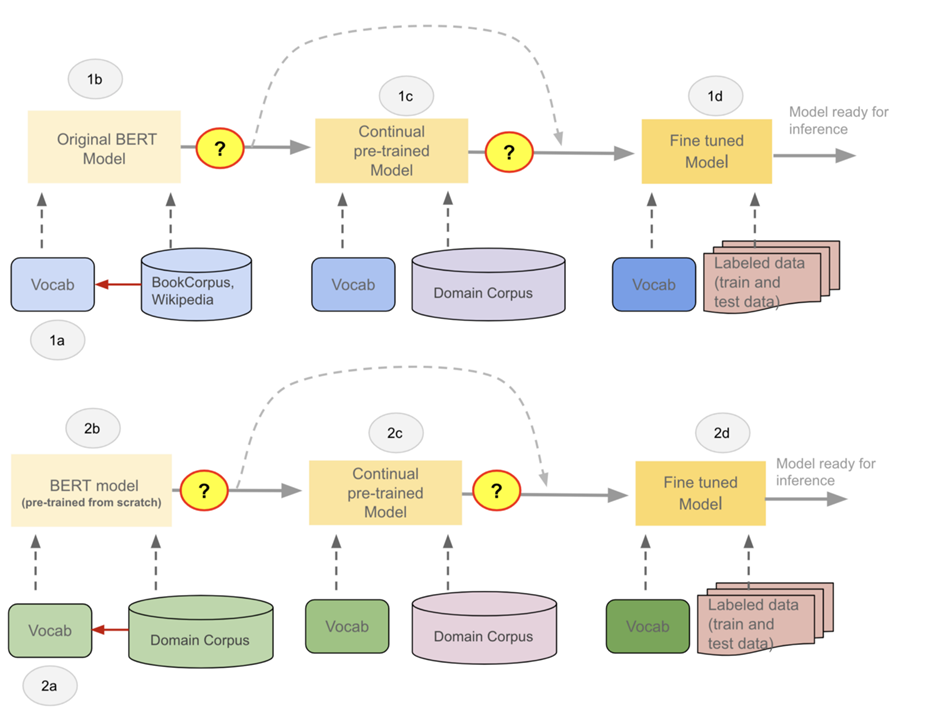 1b
1c
1d
Original BERT
Model
?
Continual
pre-trained
Model
?
Fine tuned
Model
Model ready for
inference
Vocab
BookCorpus,
Wikipedia
Vocab
Domain Corpus
Vocab
Labeled data
(train and
test data)
1a
2b
2c
2d
BERT model
(pre-trained from scratch)
?
Continual
pre-trained
Model
?
Fine tuned
Model
Model ready for
inference
Vocab
Domain Corpus
Vocab
Domain Corpus
Vocab
Labeled data
(train and
test data)
2a